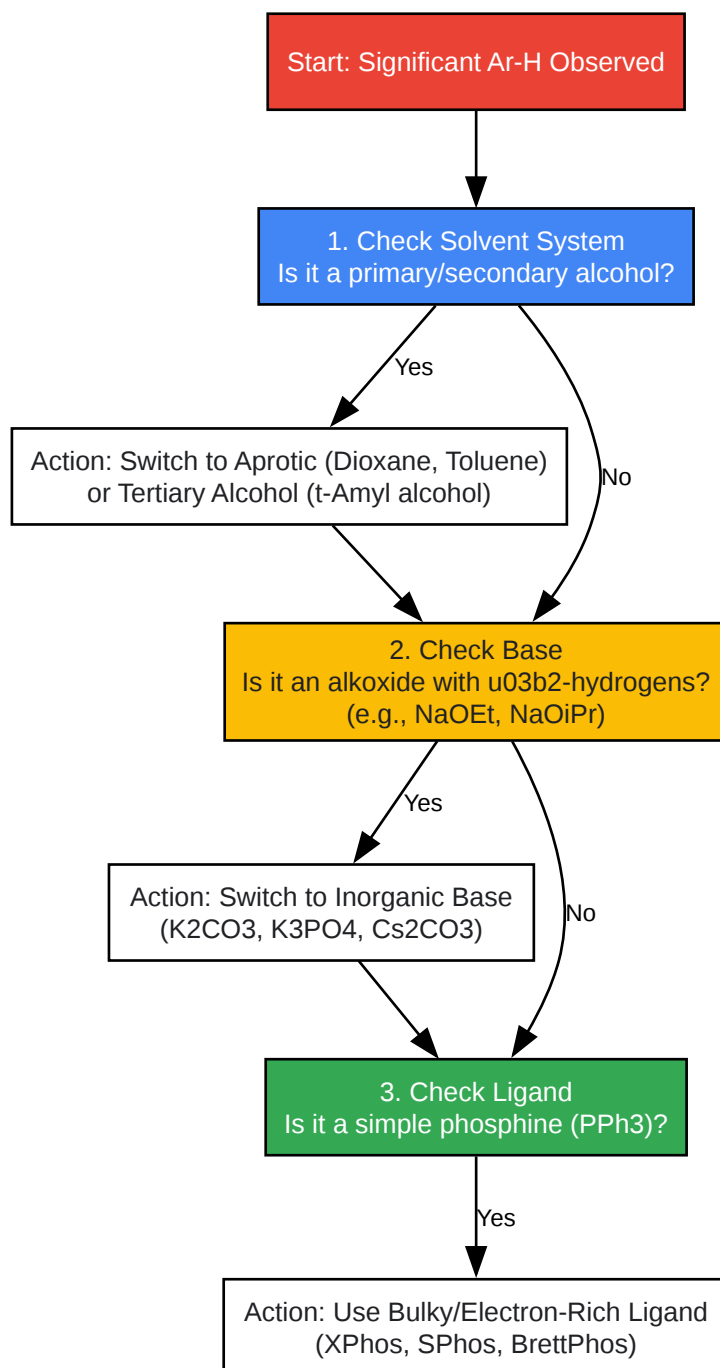 Start: Significant Ar-H Observed
1. Check Solvent System
Is it a primary/secondary alcohol?
Yes
Action: Switch to Aprotic (Dioxane, Toluene)
or Tertiary Alcohol (t-Amyl alcohol)
No
2. Check Base
Is it an alkoxide with u03b2-hydrogens?
(e.g., NaOEt, NaOiPr)
Yes
Action: Switch to Inorganic Base
(K2CO3, K3PO4, Cs2CO3)
No
3. Check Ligand
Is it a simple phosphine (PPh3)?
Yes
Action: Use Bulky/Electron-Rich Ligand
(XPhos, SPhos, BrettPhos)